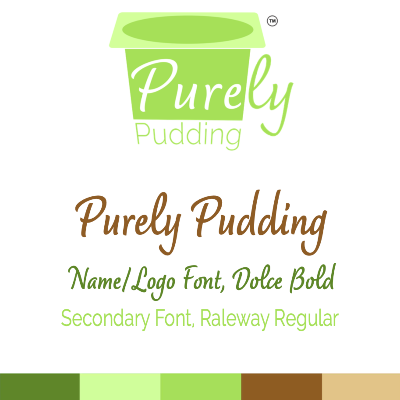 ™
Purely
Pudding
Purely Pudding
Name/Logo Font, Dolce Bold
Secondary Font, Raleway Regular